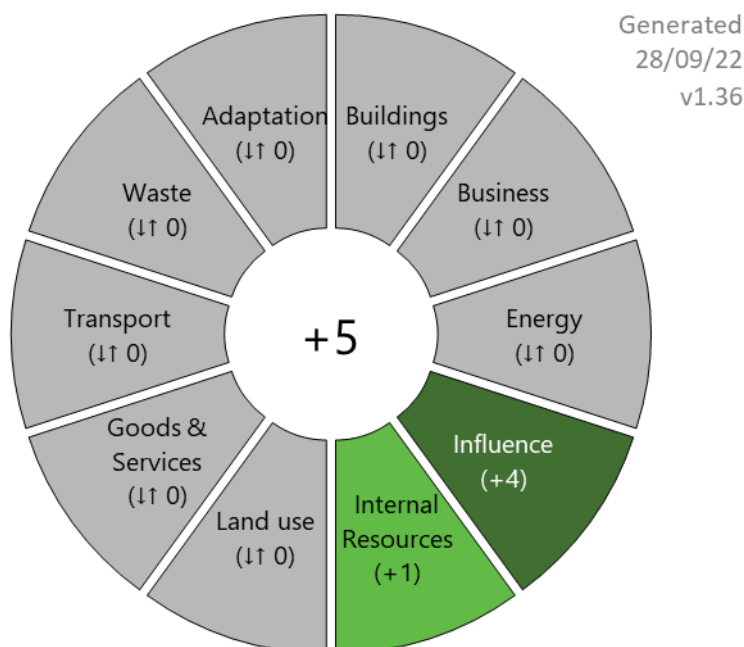 Generated
28/09/22
v1.36
Adaptation
(↓↑ 0)
Buildings
(↓↑ 0)
Waste
(↓↑ 0)
Business
(↓↑ 0)
Transport
(↓↑ 0)
+5
Energy
(↓↑ 0)
Goods &
Services
(↓↑ 0)
Influence
(+4)
Land use
(↓↑ 0)
Internal
Resources
(+1)